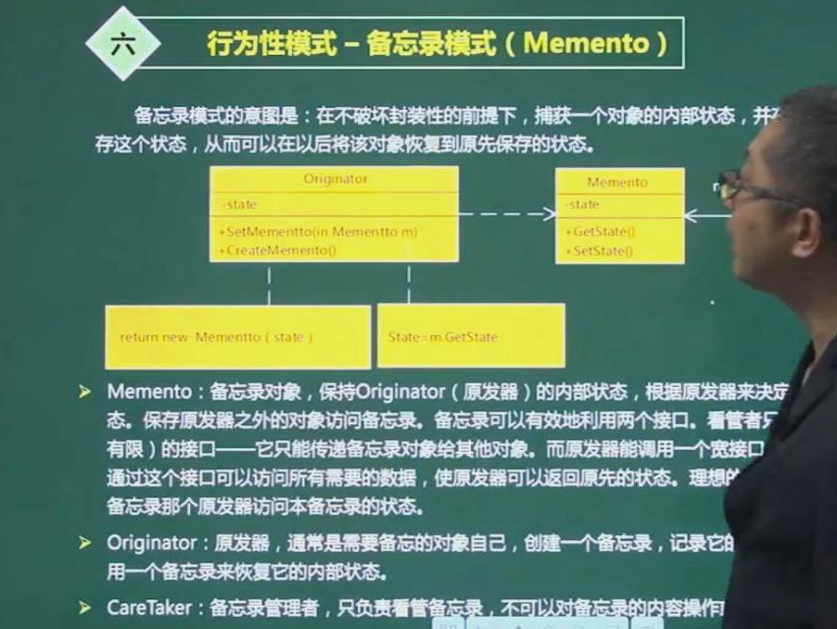 六
行为性模式 – 备忘录模式（Memento）
备忘录模式的意图是：在不破坏封装性的前提下，捕获一个对象的内部状态，并
存这个状态，从而可以在以后将该对象恢复到原先保存的状态。
Originator
-state
+SetMementto(in Mementto m)
+CreateMemento()
Memento
-state
+GetState()
+SetState()
return new Mementto ( state )
State=m.GetState
➢ Memento：备忘录对象，保持Originator（原发器）的内部状态，根据原发器来决定
态。保存原发器之外的对象访问备忘录。备忘录可以有效地利用两个接口。看管者只
有限）的接口——它只能传递备忘录对象给其他对象。而原发器能调用一个宽接口
通过这个接口可以访问所有需要的数据，使原发器可以返回原先的状态。理想的
备忘录那个原发器访问本备忘录的状态。
➢ Originator：原发器，通常是需要备忘的对象自己，创建一个备忘录，记录它的
用一个备忘录来恢复它的内部状态。
➢ CareTaker：备忘录管理者，只负责看管备忘录，不可以对备忘录的内容操作